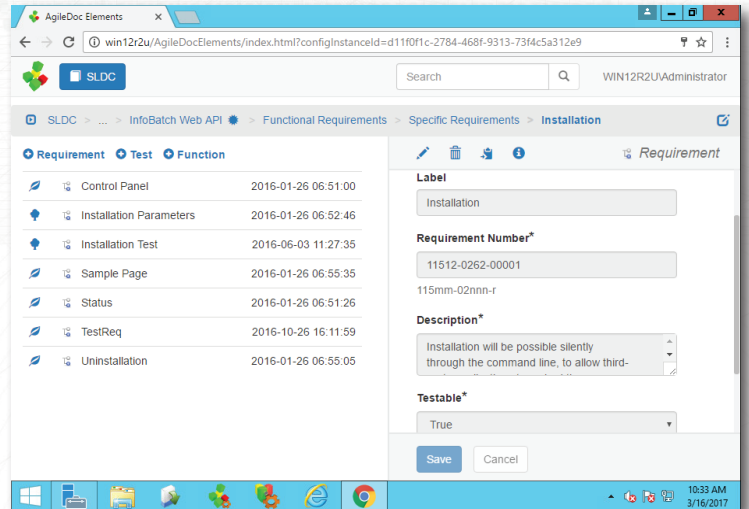 AgileDoc Elements
win12r2u/AgileDocElements/index.html?configInstanceId=d11f0f1c-2784-468f-9313-73f4c5a312e9
SLDC
Search
WIN12R2U\Administrator
SLDC > ... > InfoBatch Web API > Functional Requirements > Specific Requirements > Installation
Requirement Test Function
Control Panel 2016-01-26 06:51:00
Installation Parameters 2016-01-26 06:52:46
Installation Test 2016-06-03 11:27:35
Sample Page 2016-01-26 06:55:35
Status 2016-01-26 06:51:26
TestReq 2016-10-26 16:11:59
Uninstallation 2016-01-26 06:55:05
Requirement
Label
Installation
Requirement Number*
11512-0262-00001
115mm-02nnn-r
Description*
Installation will be possible silently
through the command line, to allow third-
Testable*
True
Save Cancel
10:33 AM
3/16/2017